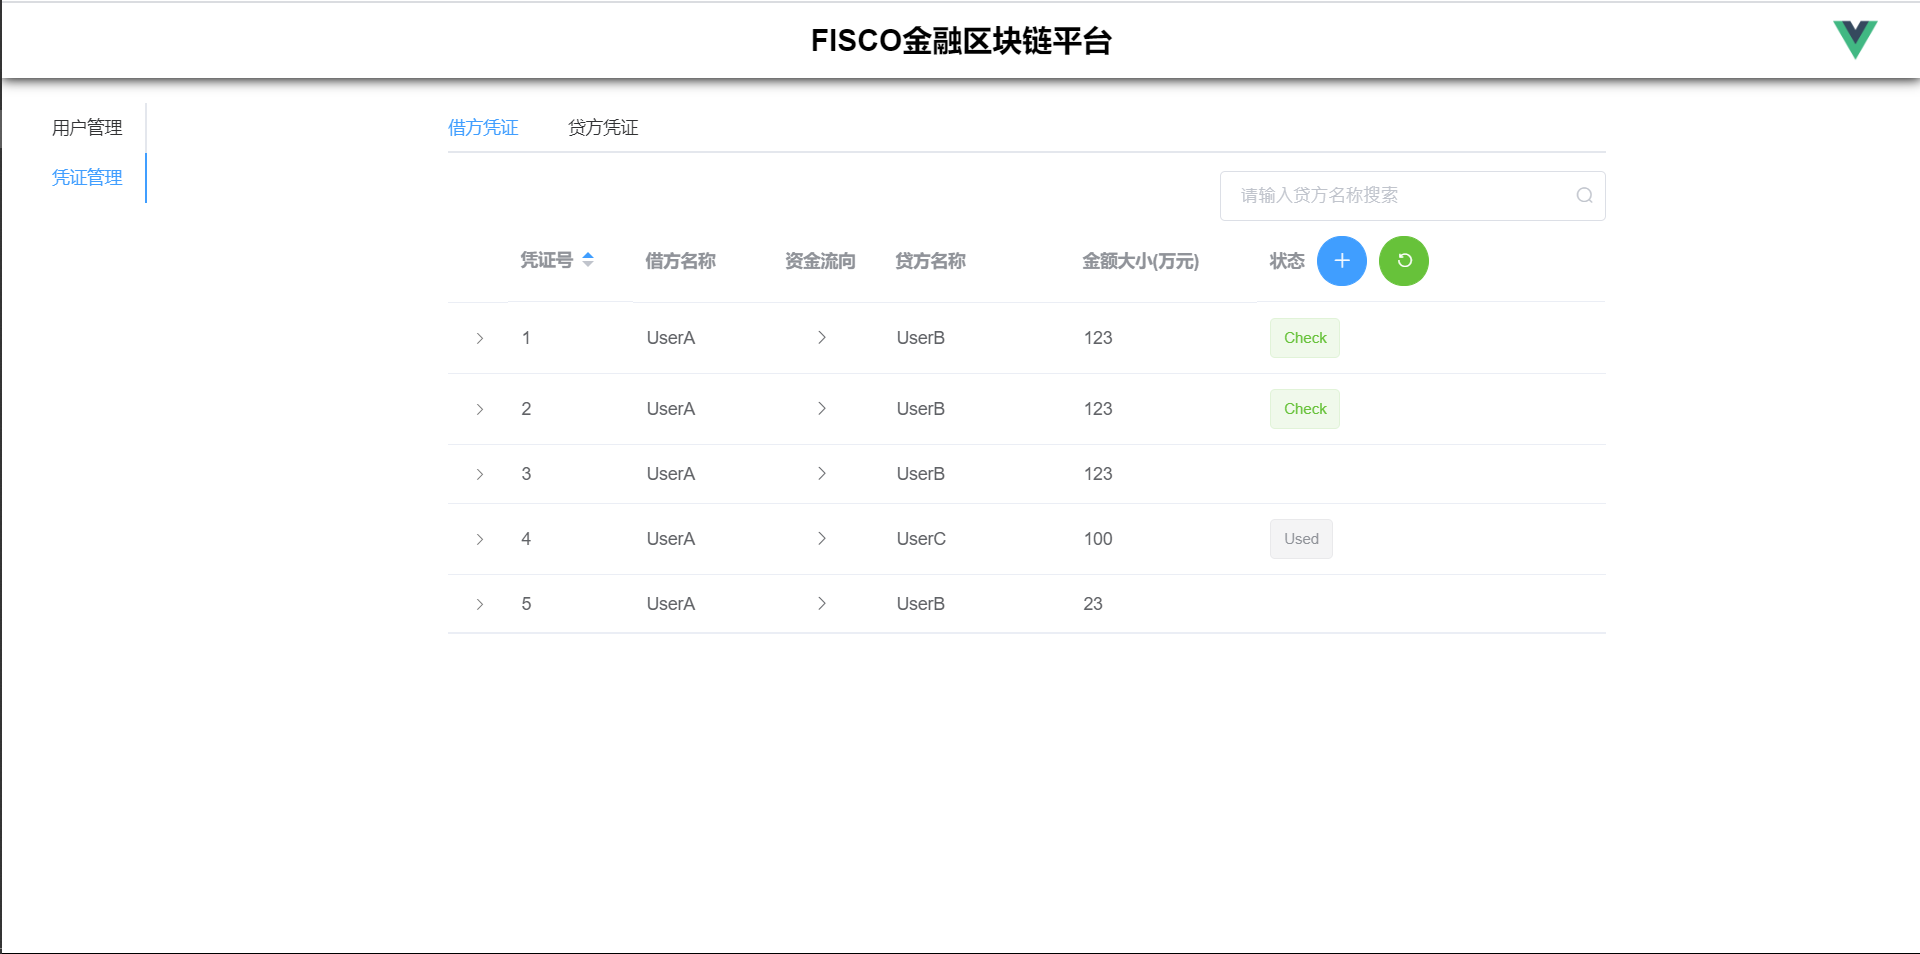 FISCO金融区块链平台
用户管理
凭证管理
借方凭证 贷方凭证
请输入贷方名称搜索
凭证号 借方名称 资金流向 贷方名称 金额大小(万元) 状态
1 UserA UserB 123 Check
2 UserA UserB 123 Check
3 UserA UserB 123
4 UserA UserC 100 Used
5 UserA UserB 23